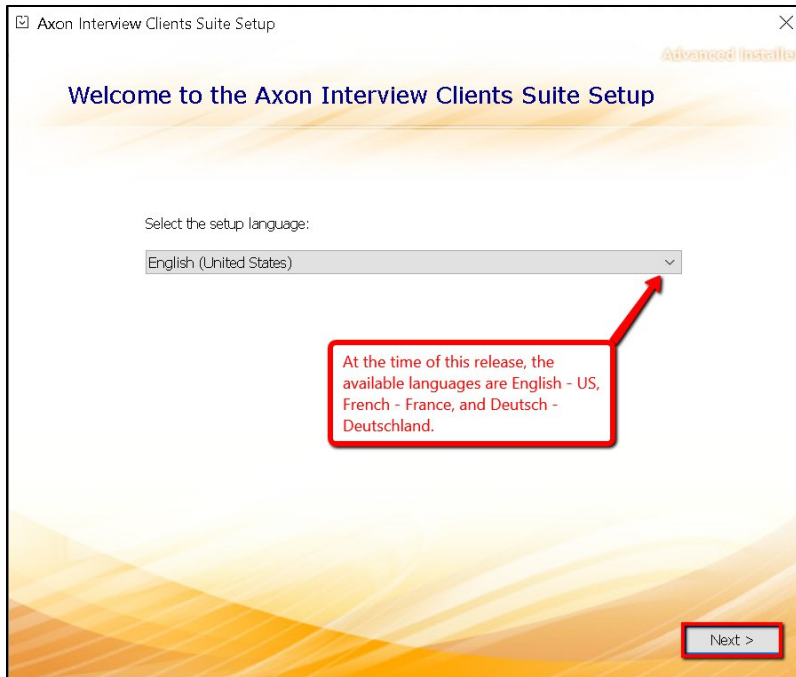 Axon Interview Clients Suite Setup
Advanced Installer
Welcome to the Axon Interview Clients Suite Setup
Select the setup language:
English (United States)
At the time of this release, the
available languages are English - US,
French - France, and Deutsch -
Deutschland.
Next >